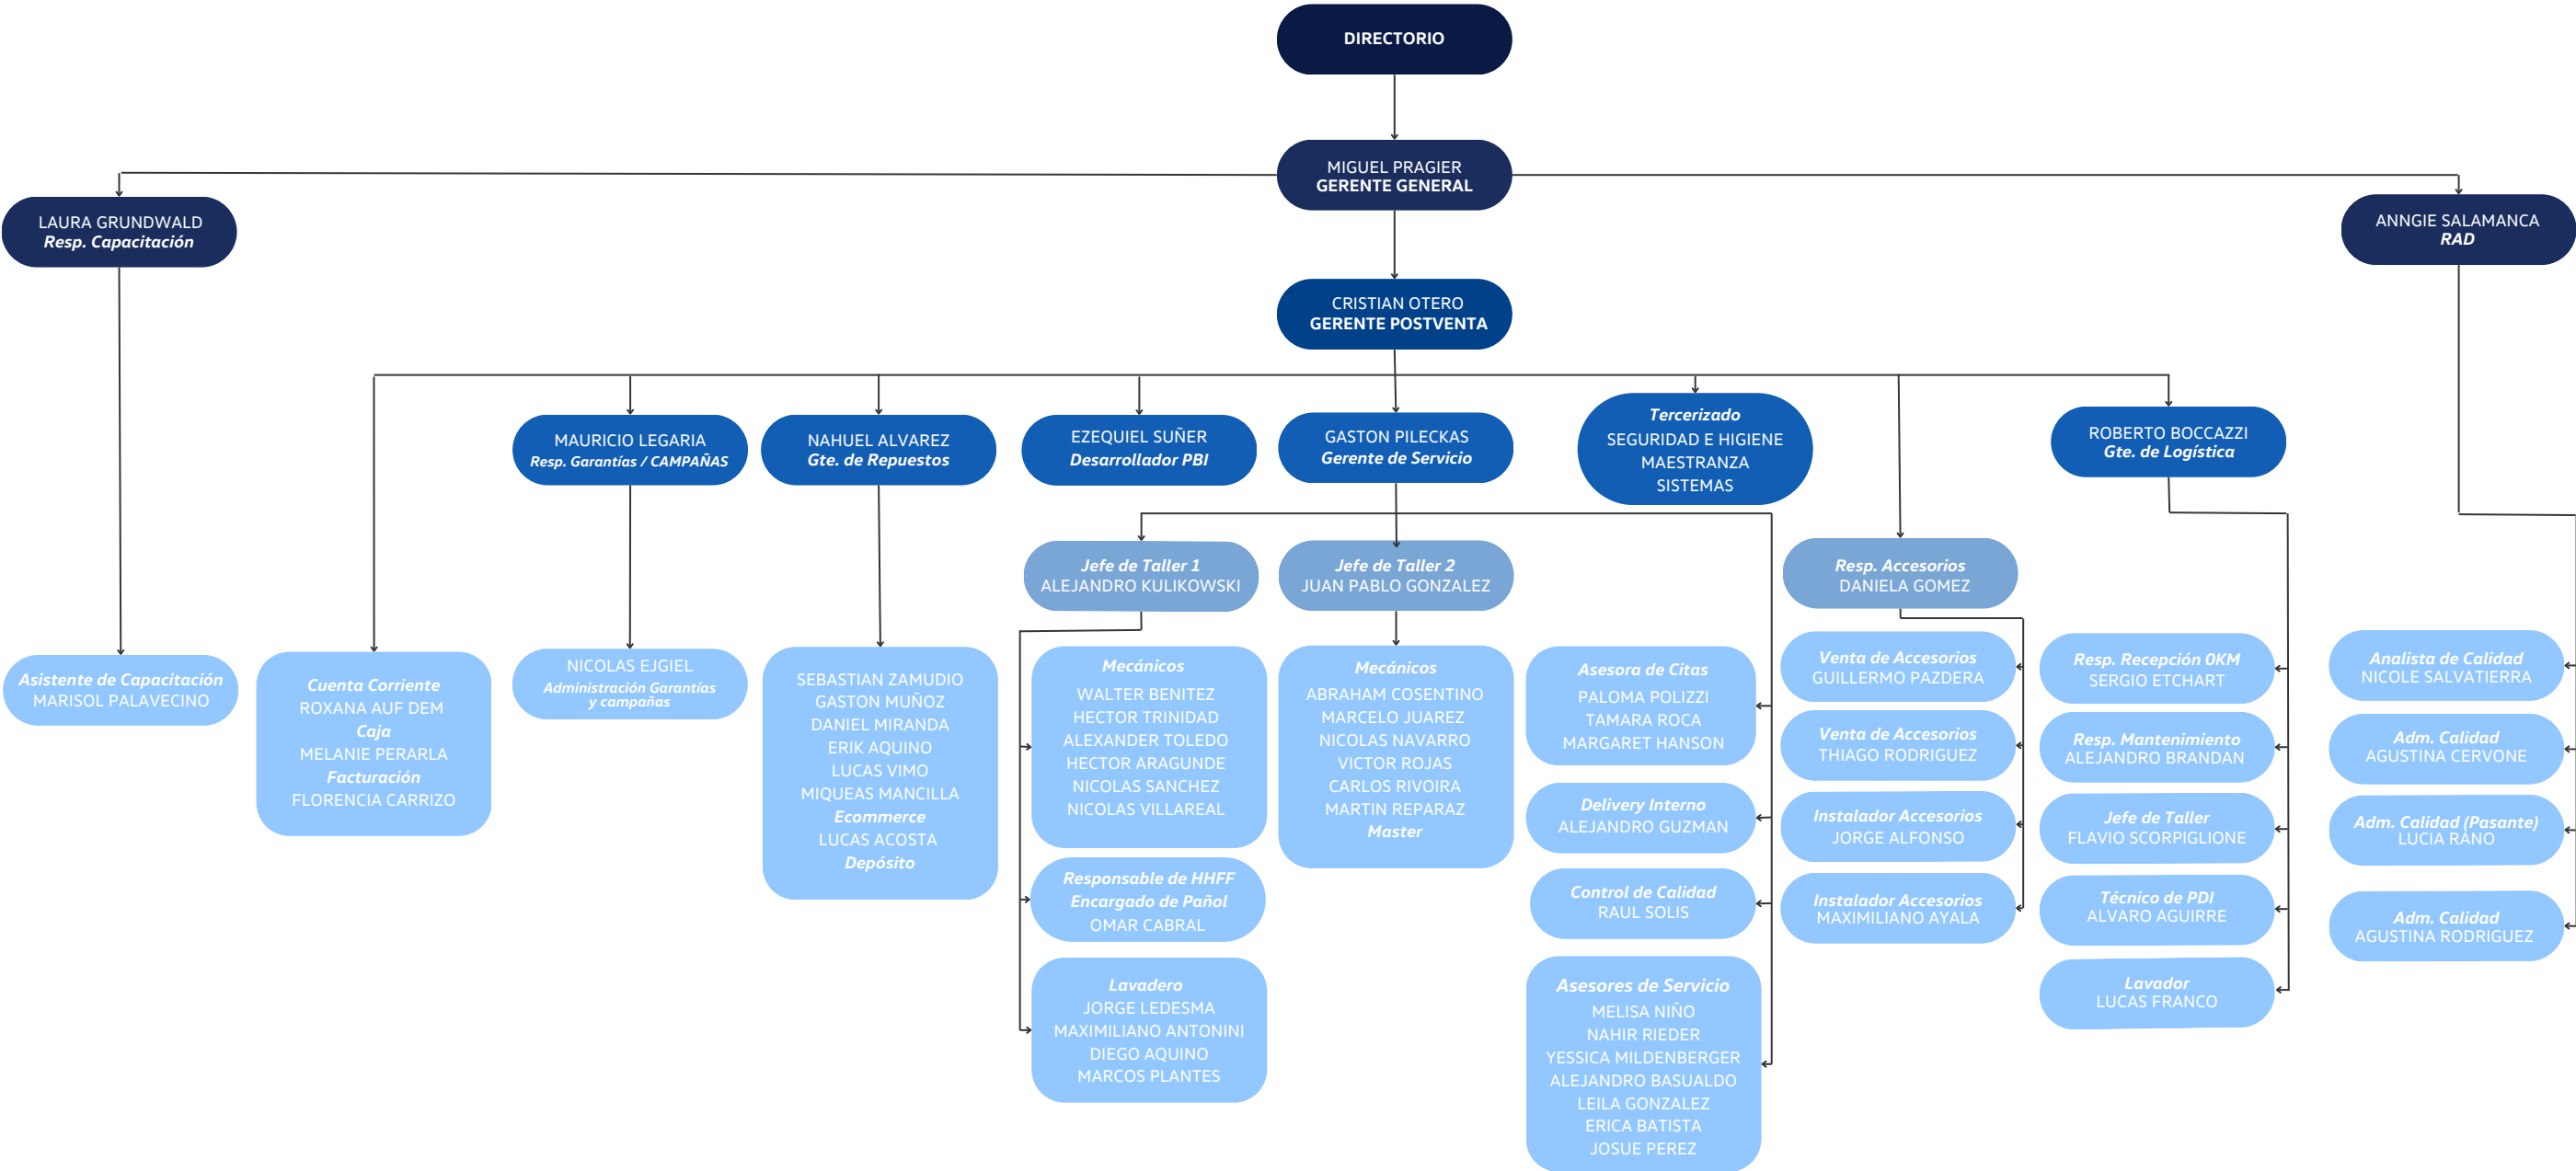 DIRECTORIO
MIGUEL PRAGIER
GERENTE GENERAL
LAURA GRUNDWALD
Resp. Capacitación
ANNGIE SALAMANCA
RAD
CRISTIAN OTERO
GERENTE POSTVENTA
MAURICIO LEGARIA
Resp. Garantías / CAMPAÑAS
NAHUEL ALVAREZ
Gte. de Repuestos
EZEQUIEL SUÑER
Desarrollador PBI
GASTON PILECKAS
Gerente de Servicio
Tercerizado
SEGURIDAD E HIGIENE
MAESTRANZA
SISTEMAS
ROBERTO BOCCAZZI
Gte. de Logística
Jefe de Taller 1
ALEJANDRO KULIKOWSKI
Jefe de Taller 2
JUAN PABLO GONZALEZ
Resp. Accesorios
DANIELA GOMEZ
Asistente de Capacitación
MARISOL PALAVECINO
Cuenta Corriente
ROXANA AUF DEM
Caja
MELANIE PERARLA
Facturación
FLORENCIA CARRIZO
NICOLAS EJGIEL
Administración Garantías
y campañas
SEBASTIAN ZAMUDIO
GASTON MUÑOZ
DANIEL MIRANDA
ERIK AQUINO
LUCAS VIMO
MIQUEAS MANCILLA
Ecommerce
LUCAS ACOSTA
Depósito
Mecánicos
WALTER BENITEZ
HECTOR TRINIDAD
ALEXANDER TOLEDO
HECTOR ARAGUNDE
NICOLAS SANCHEZ
NICOLAS VILLAREAL
Responsable de HHFF
Encargado de Pañol
OMAR CABRAL
Lavadero
JORGE LEDESMA
MAXIMILIANO ANTONINI
DIEGO AQUINO
MARCOS PLANTES
Mecánicos
ABRAHAM COSENTINO
MARCELO JUAREZ
NICOLAS NAVARRO
VICTOR ROJAS
CARLOS RIVOIRA
MARTIN REPARAZ
Master
Asesora de Citas
PALOMA POLIZZI
TAMARA ROCA
MARGARET HANSON
Delivery Interno
ALEJANDRO GUZMAN
Control de Calidad
RAUL SOLIS
Asesores de Servicio
MELISA NIÑO
NAHIR RIEDER
YESSICA MILDENBERGER
ALEJANDRO BASUALDO
LEILA GONZALEZ
ERICA BATISTA
JOSUE PEREZ
Venta de Accesorios
GUILLERMO PAZDERA
Venta de Accesorios
THIAGO RODRIGUEZ
Instalador Accesorios
JORGE ALFONSO
Instalador Accesorios
MAXIMILIANO AYALA
Resp. Recepción 0KM
SERGIO ETCHART
Resp. Mantenimiento
ALEJANDRO BRANDAN
Jefe de Taller
FLAVIO SCORPIGLIONE
Técnico de PDI
ALVARO AGUIRRE
Lavador
LUCAS FRANCO
Analista de Calidad
NICOLE SALVATIERRA
Adm. Calidad
AGUSTINA CERVONE
Adm. Calidad (Pasante)
LUCIA RANO
Adm. Calidad
AGUSTINA RODRIGUEZ